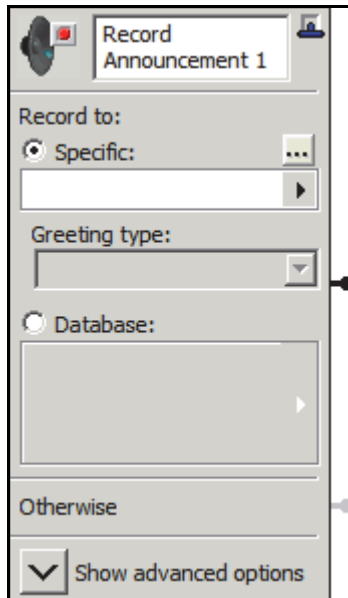 Record
Announcement 1
Record to:
Specific:
...
Greeting type:
Database:
Otherwise
Show advanced options